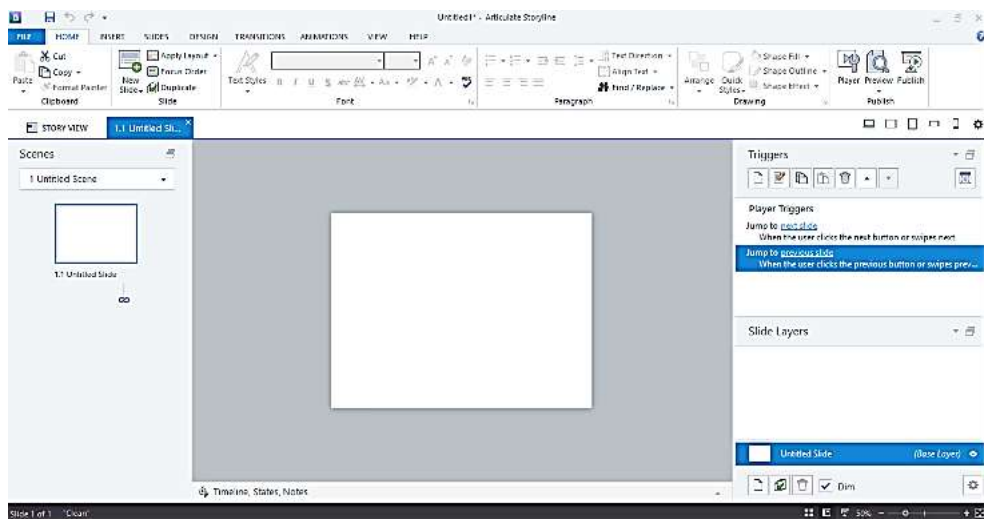 Untitled1* - Articulate Storyline
FILE HOME INSERT SLIDES DESIGN TRANSITIONS ANIMATIONS VIEW HELP
Paste
Cut
Copy
Format Painter
Clipboard
New Slide
Apply Layout
Focus Order
Duplicate
Slide
Text Styles
Font
Text Direction
Align Text
Find / Replace
Paragraph
Arrange
Quick Styles
Shape Fill
Shape Outline
Shape Effect
Drawing
Player Preview Publish
Publish
STORY VIEW
1.1 Untitled Sli...
Scenes
1 Untitled Scene
1.1 Untitled Slide
Timeline, States, Notes
Triggers
Player Triggers
Jump to next slide
When the user clicks the next button or swipes next
Jump to previous slide
When the user clicks the previous button or swipes prev...
Slide Layers
Untitled Slide (Base Layer)
Dim
Slide 1 of 1 "Clean"
50%